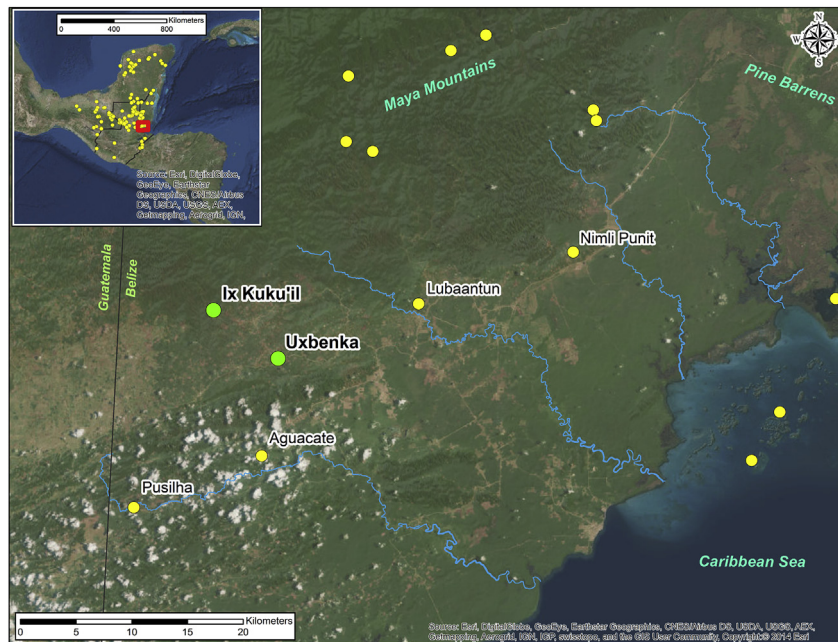 Kilometers
0 400 800
Source: Esri, DigitalGlobe,
GeoEye, Earthstar
Geographics, CNES/Airbus
DS, USDA, USGS, AEX,
Getmapping, Aerogrid, IGN,
N
W E
S
Maya Mountains
Pine Barrens
Nimli Punit
Guatemala
Belize
Ix Kuku'il
Lubaantun
Uxbenka
Aguacate
Pusilha
Caribbean Sea
Kilometers
0 5 10 20
Source: Esri, DigitalGlobe, GeoEye, Earthstar Geographics, CNES/Airbus DS, USDA, USGS, AEX,
Getmapping, Aerogrid, IGN, IGP, swisstopo, and the GIS User Community, Copyright:© 2014 Esri